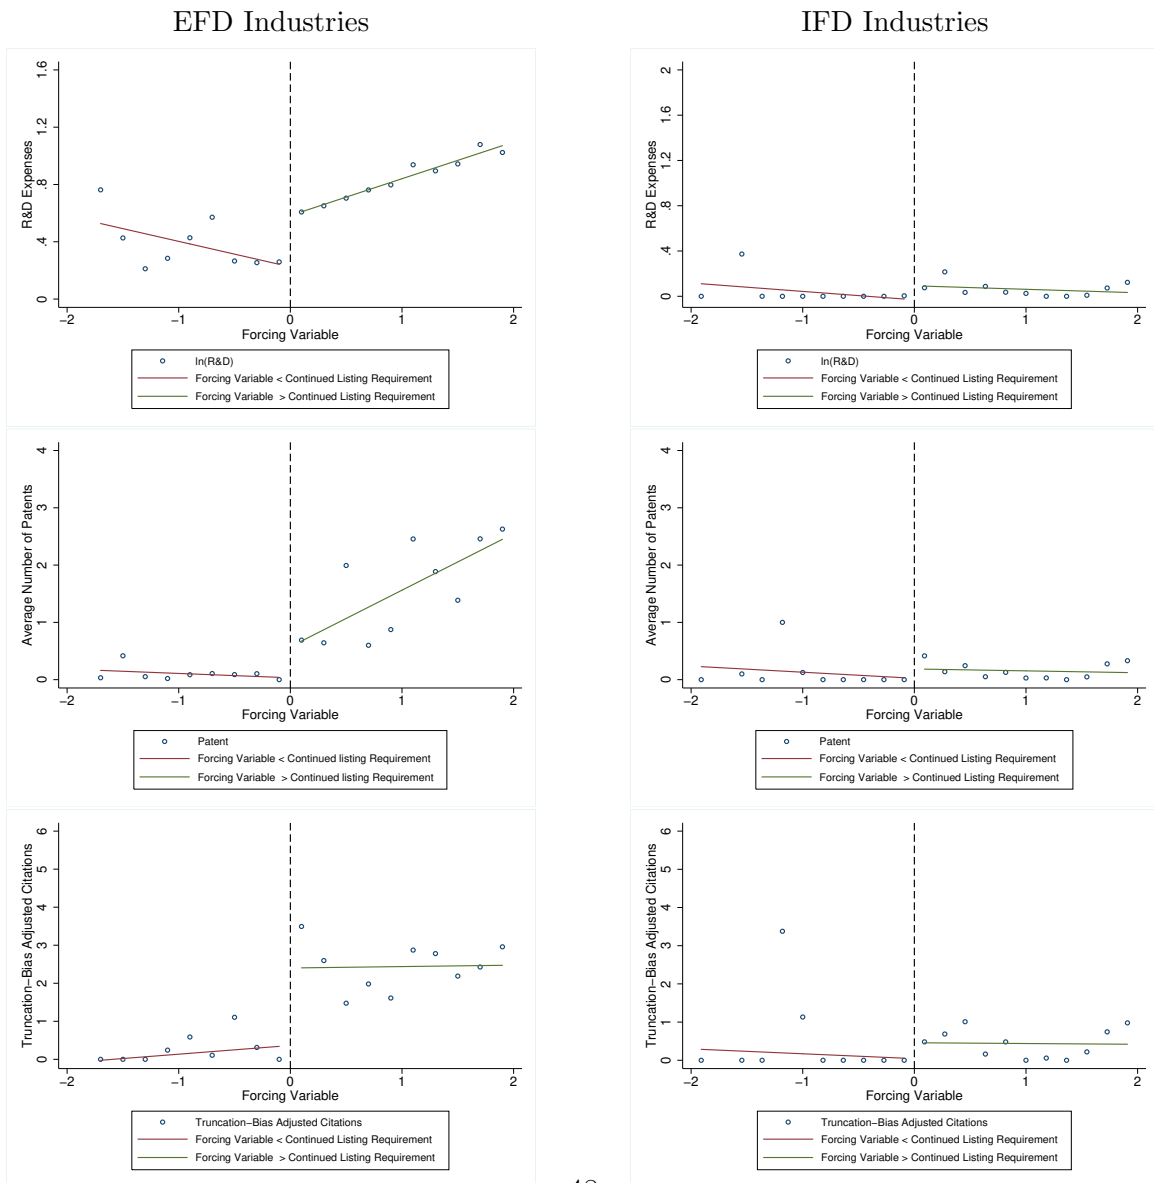 EFD Industries
IFD Industries
R&D Expenses
0 .4 .8 1.2 1.6
−2 −1 0 1 2
Forcing Variable
ln(R&D)
Forcing Variable < Continued Listing Requirement
Forcing Variable > Continued Listing Requirement
R&D Expenses
0 .4 .8 1.2 1.6 2
−2 −1 0 1 2
Forcing Variable
ln(R&D)
Forcing Variable < Continued Listing Requirement
Forcing Variable > Continued Listing Requirement
Average Number of Patents
0 1 2 3 4
−2 −1 0 1 2
Forcing Variable
Patent
Forcing Variable < Continued listing Requirement
Forcing Variable > Continued listing Requirement
Average Number of Patents
0 1 2 3 4
−2 −1 0 1 2
Forcing Variable
Patent
Forcing Variable < Continued Listing Requirement
Forcing Variable > Continued Listing Requirement
Truncation−Bias Adjusted Citations
0 1 2 3 4 5 6
−2 −1 0 1 2
Forcing Variable
Truncation−Bias Adjusted Citations
Forcing Variable < Continued Listing Requirement
Forcing Variable > Continued Listing Requirement
Truncation−Bias Adjusted Citations
0 1 2 3 4 5 6
−2 −1 0 1 2
Forcing Variable
Truncation−Bias Adjusted Citations
Forcing Variable < Continued Listing Requirement
Forcing Variable > Continued Listing Requirement